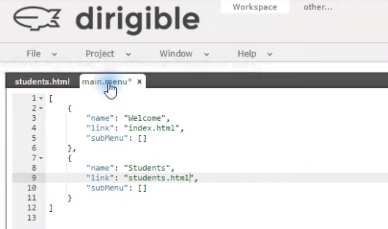 dirigible
Workspace other...
File Project Window Help
students.html main.menu* x
1 [
2 {
3 "name": "Welcome",
4 "link": "index.html",
5 "subMenu": []
6 },
7 {
8 "name": "Students",
9 "link": "students.html",
10 "subMenu": []
11 }
12 ]
13